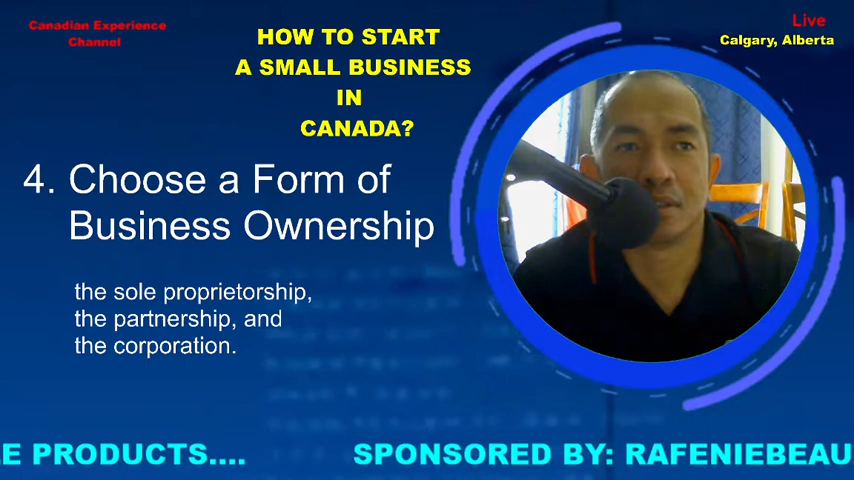 Canadian Experience
Channel
Live
Calgary, Alberta
HOW TO START
A SMALL BUSINESS
IN
CANADA?
4. Choose a Form of
Business Ownership
the sole proprietorship,
the partnership, and
the corporation.
E PRODUCTS.... SPONSORED BY: RAFENIEBEAU